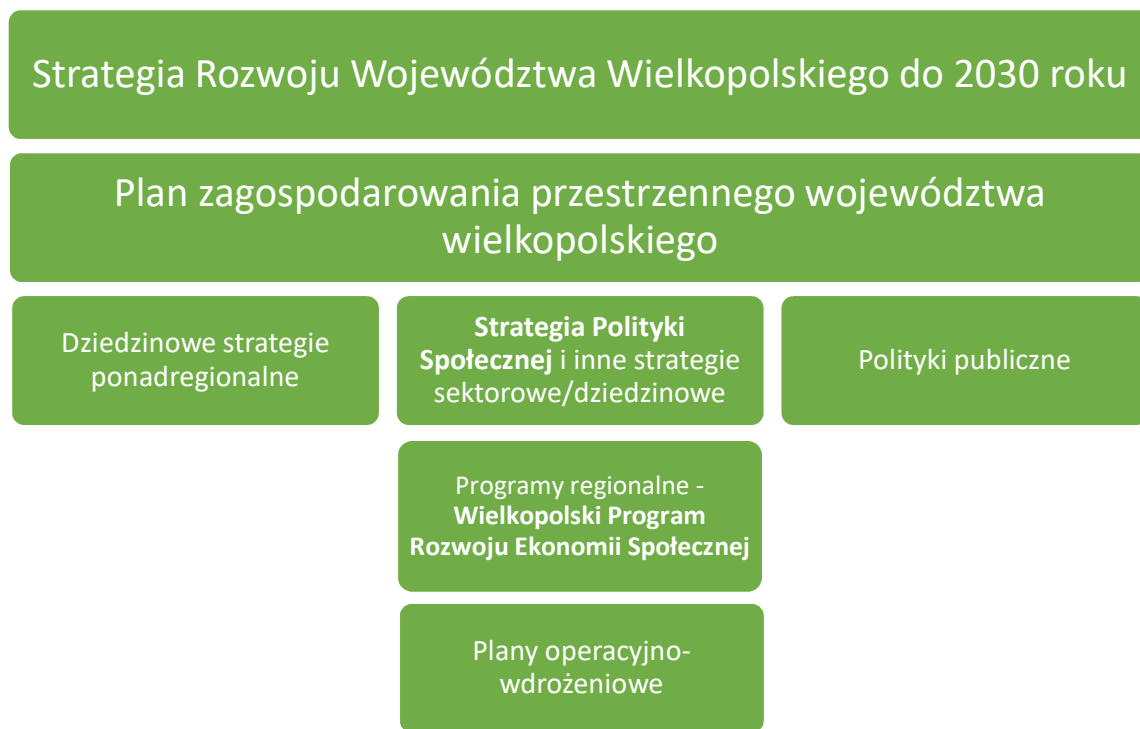 Strategia Rozwoju Województwa Wielkopolskiego do 2030 roku
Plan zagospodarowania przestrzennego województwa
wielkopolskiego
Dziedzinowe strategie
ponadregionalne
Strategia Polityki
Społecznej i inne strategie
sektorowe/dziedzinowe
Polityki publiczne
Programy regionalne -
Wielkopolski Program
Rozwoju Ekonomii Społecznej
Plany operacyjno-
wdrożeniowe